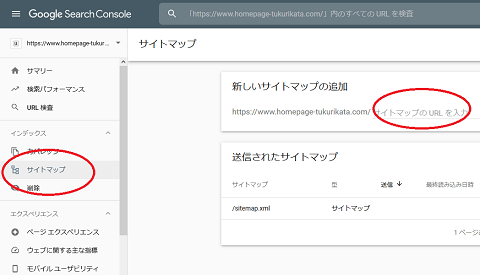 Google Search Console
「https://www.homepage-tukurikata.com/」内のすべての URL を検査
https://www.homepage-tukur...
サイトマップ
サマリー
検索パフォーマンス
URL 検査
インデックス
カバレッジ
サイトマップ
削除
エクスペリエンス
ページ エクスペリエンス
ウェブに関する主な指標
モバイル ユーザビリティ
新しいサイトマップの追加
https://www.homepage-tukurikata.com/ サイトマップの URL を入力
送信されたサイトマップ
サイトマップ 型 送信 最終読み込み日時
/sitemap.xml サイトマップ
1 ページあ